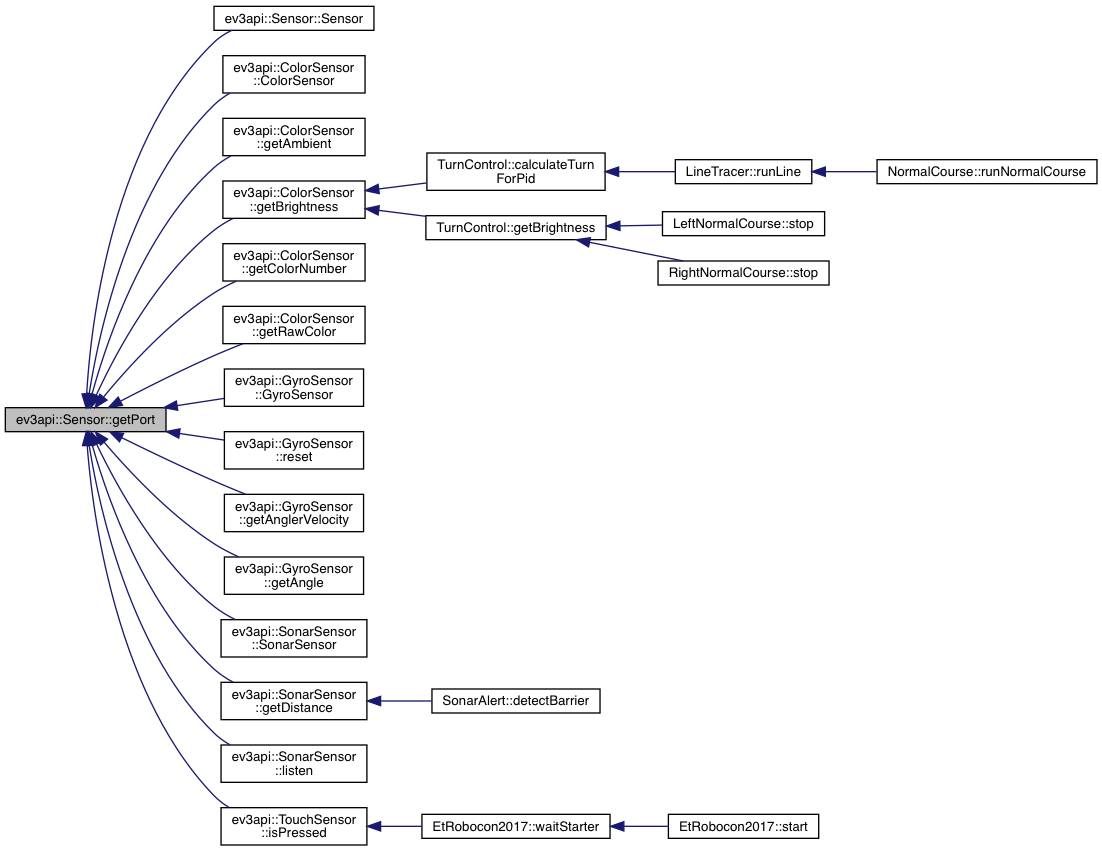 ev3api::Sensor::Sensor
ev3api::ColorSensor
::ColorSensor
ev3api::ColorSensor
::getAmbient
ev3api::ColorSensor
::getBrightness
TurnControl::calculateTurn
ForPid
LineTracer::runLine
NormalCourse::runNormalCourse
TurnControl::getBrightness
LeftNormalCourse::stop
RightNormalCourse::stop
ev3api::ColorSensor
::getColorNumber
ev3api::ColorSensor
::getRawColor
ev3api::GyroSensor
::GyroSensor
ev3api::Sensor::getPort
ev3api::GyroSensor
::reset
ev3api::GyroSensor
::getAnglerVelocity
ev3api::GyroSensor
::getAngle
ev3api::SonarSensor
::SonarSensor
ev3api::SonarSensor
::getDistance
SonarAlert::detectBarrier
ev3api::SonarSensor
::listen
ev3api::TouchSensor
::isPressed
EtRobocon2017::waitStarter
EtRobocon2017::start